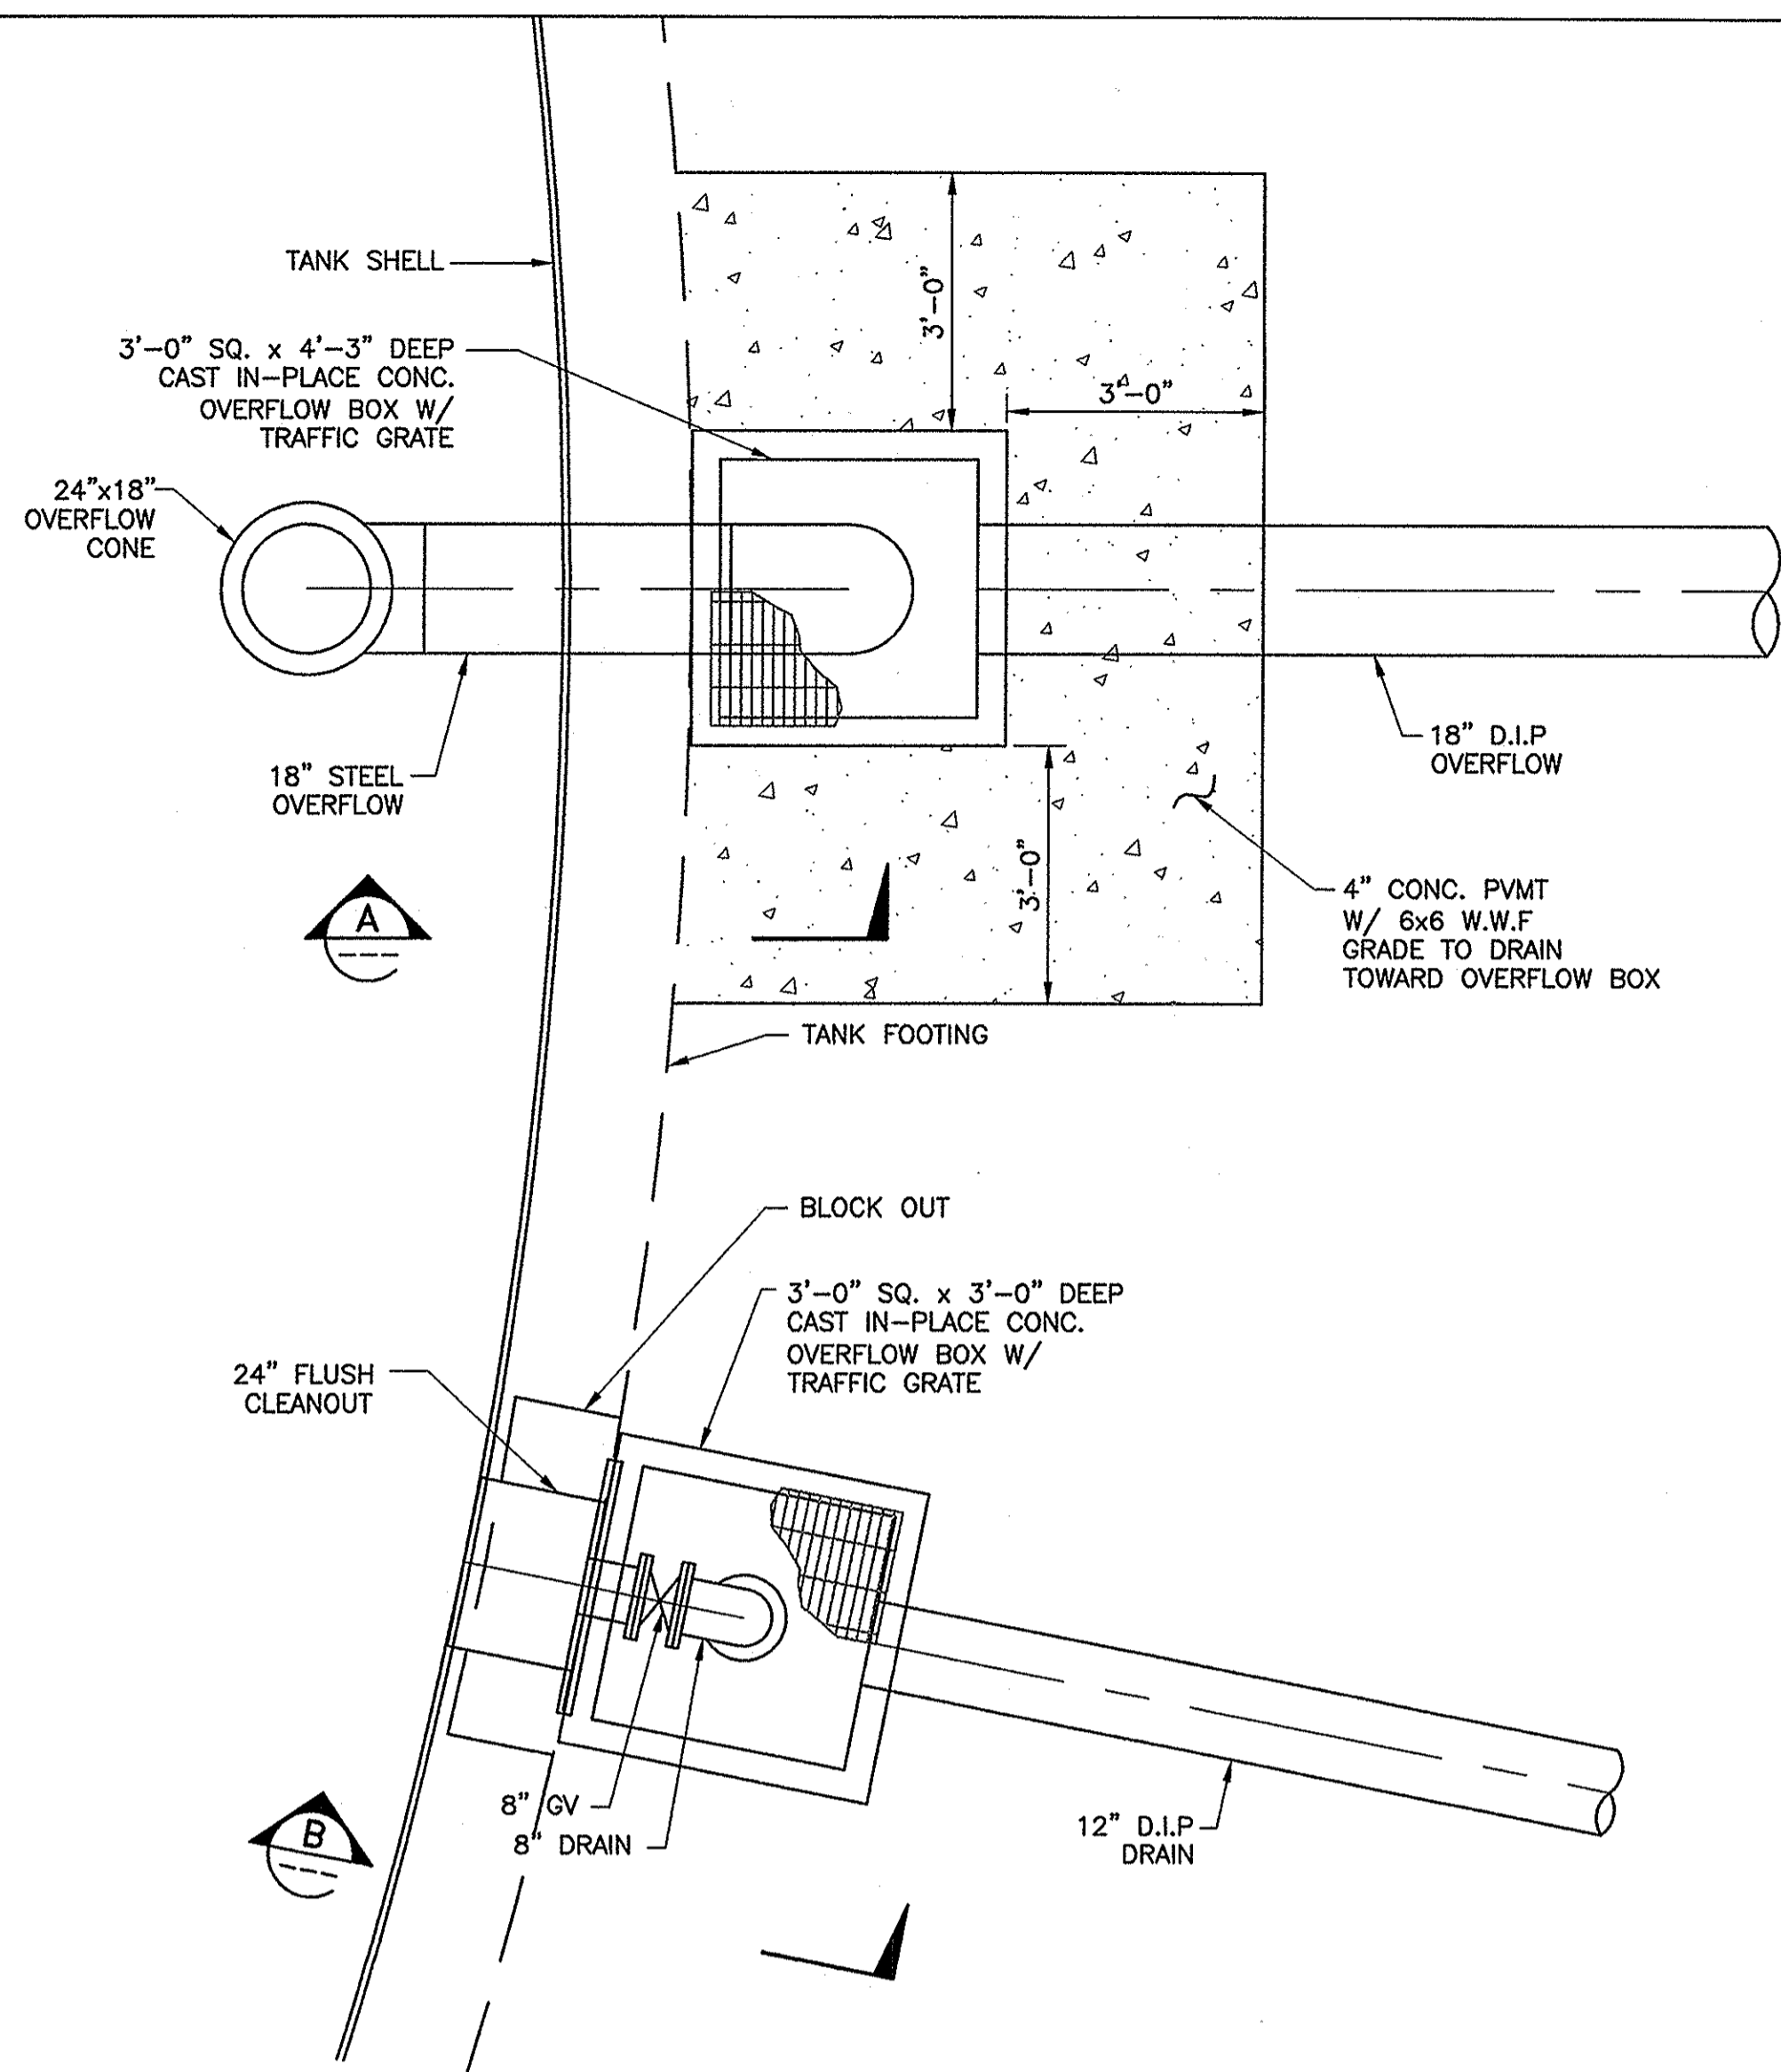 TANK SHELL
3'-0" SQ. x 4'-3" DEEP
CAST IN-PLACE CONC.
OVERFLOW BOX W/
TRAFFIC GRATE
24"x18"
OVERFLOW
CONE
18" STEEL
OVERFLOW
3'-0"
3'-0"
18" D.I.P
OVERFLOW
3'-0"
4" CONC. PVMT
W/ 6x6 W.W.F
GRADE TO DRAIN
TOWARD OVERFLOW BOX
A
TANK FOOTING
BLOCK OUT
3'-0" SQ. x 3'-0" DEEP
CAST IN-PLACE CONC.
OVERFLOW BOX W/
TRAFFIC GRATE
24" FLUSH
CLEANOUT
8" GV
8" DRAIN
12" D.I.P
DRAIN
B